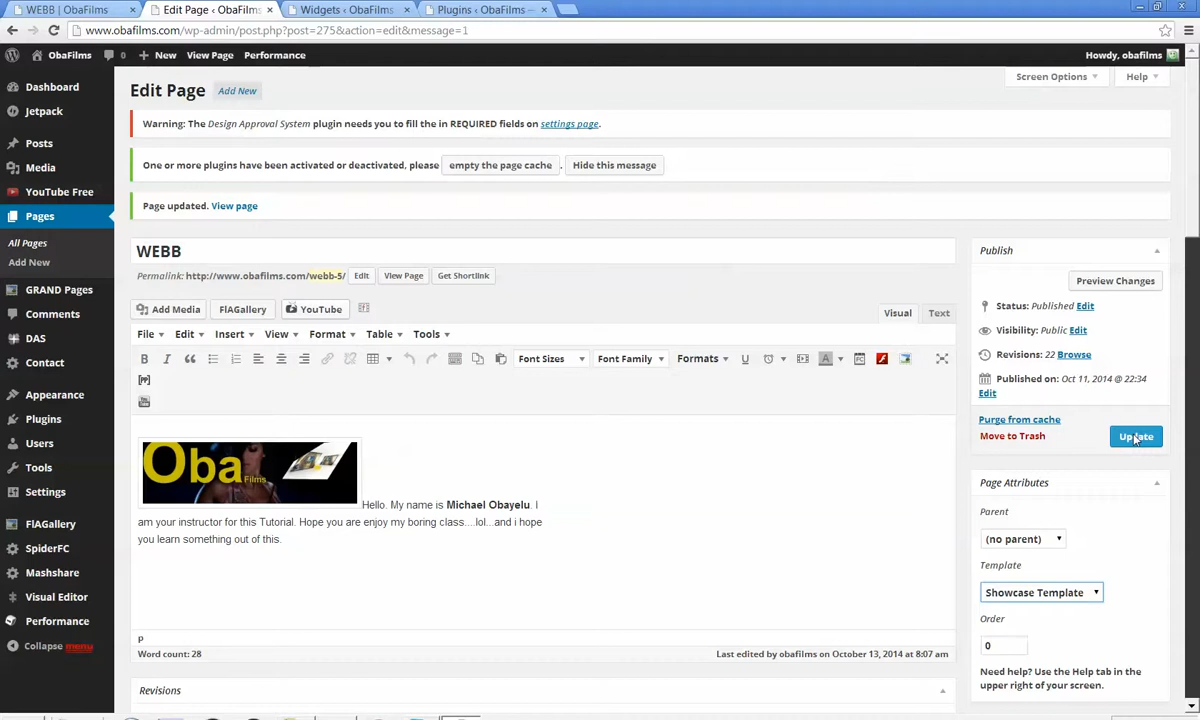 WEBB | ObaFilms
Edit Page ‹ ObaFilms
Widgets ‹ ObaFilms
Plugins ‹ ObaFilms
www.obafilms.com/wp-admin/post.php?post=275&action=edit&message=1
ObaFilms 0 New View Page Performance Howdy, obafilms
Screen Options Help
Dashboard
Jetpack
Posts
Media
YouTube Free
Pages
All Pages
Add New
GRAND Pages
Comments
DAS
Contact
Appearance
Plugins
Users
Tools
Settings
FlAGallery
SpiderFC
Mashshare
Visual Editor
Performance
Collapse menu
Edit Page Add New
Warning: The Design Approval System plugin needs you to fill the in REQUIRED fields on settings page.
One or more plugins have been activated or deactivated, please empty the page cache . Hide this message
Page updated. View page
WEBB
Permalink: http://www.obafilms.com/webb-5/ Edit View Page Get Shortlink
Add Media FlAGallery YouTube
Visual Text
File Edit Insert View Format Table Tools
Font Sizes Font Family Formats
Oba Films
Hello. My name is Michael Obayelu. I
am your instructor for this Tutorial. Hope you are enjoy my boring class....lol...and i hope
you learn something out of this.
p
Word count: 28 Last edited by obafilms on October 13, 2014 at 8:07 am
Revisions
Publish
Preview Changes
Status: Published Edit
Visibility: Public Edit
Revisions: 22 Browse
Published on: Oct 11, 2014 @ 22:34
Edit
Purge from cache
Move to Trash Update
Page Attributes
Parent
(no parent)
Template
Showcase Template
Order
0
Need help? Use the Help tab in the
upper right of your screen.